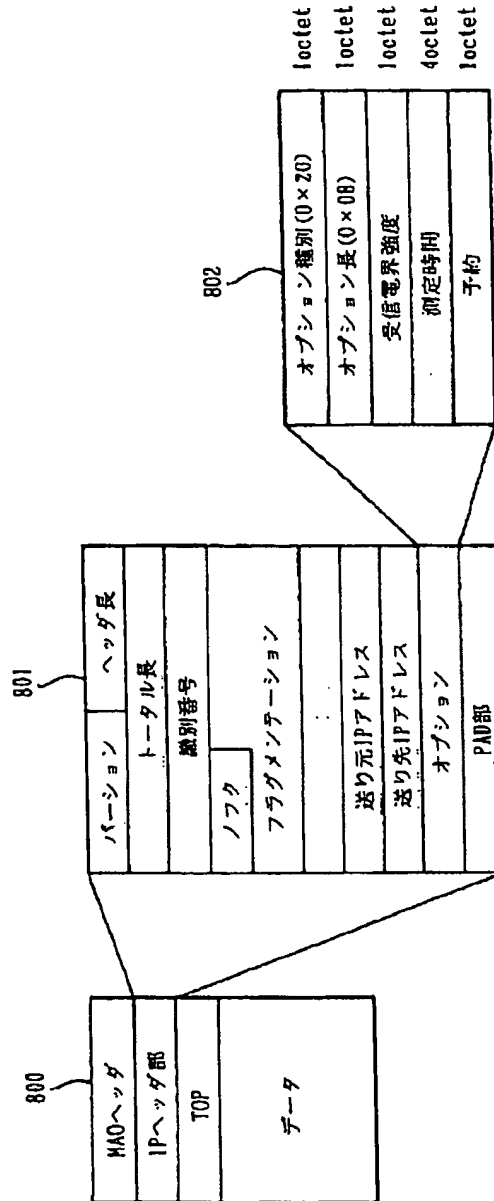 800
MAOヘッダ
IPヘッダ部
TOP
データ
801
バーション ヘッダ長
トータル長
識別番号
ノフク
フラグメンテーション
:
送り元IPアドレス
送り先IPアドレス
オプション
PAD部
802
オプション種別(0×20) 1octet
オプション長(0×08) 1octet
受信電界強度 1octet
測定時間 4octet
予約 1octet